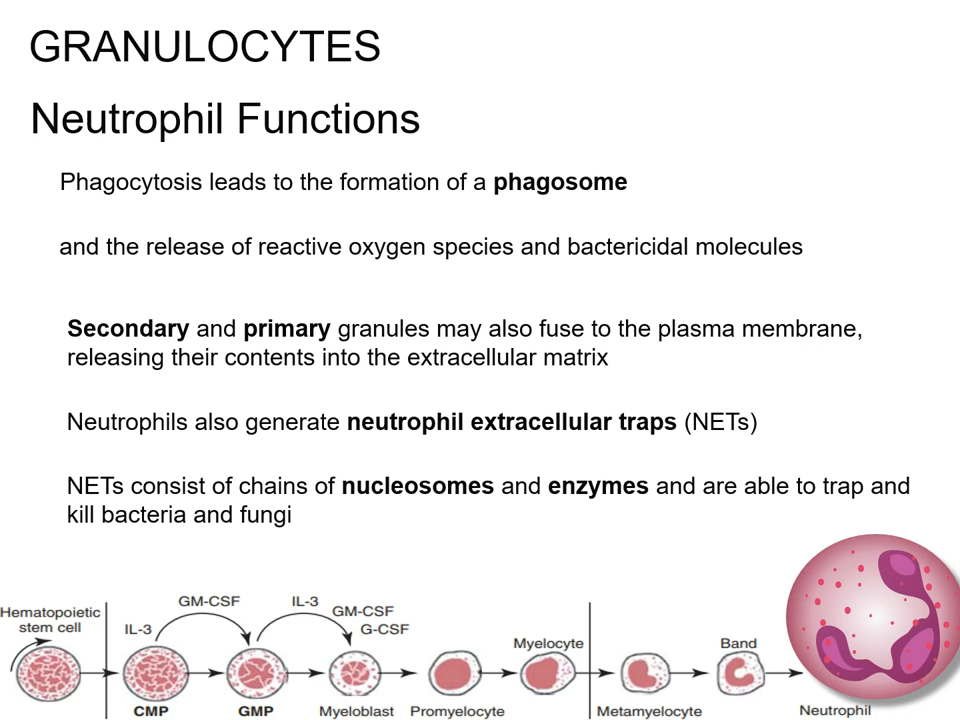 GRANULOCYTES
Neutrophil Functions
Phagocytosis leads to the formation of a phagosome
and the release of reactive oxygen species and bactericidal molecules
Secondary and primary granules may also fuse to the plasma membrane,
releasing their contents into the extracellular matrix
Neutrophils also generate neutrophil extracellular traps (NETs)
NETs consist of chains of nucleosomes and enzymes and are able to trap and
kill bacteria and fungi
Hematopoietic
stem cell
IL-3
GM-CSF
IL-3
GM-CSF
G-CSF
Myelocyte
Band
CMP
GMP
Myeloblast
Promyelocyte
Metamyelocyte
Neutrophil